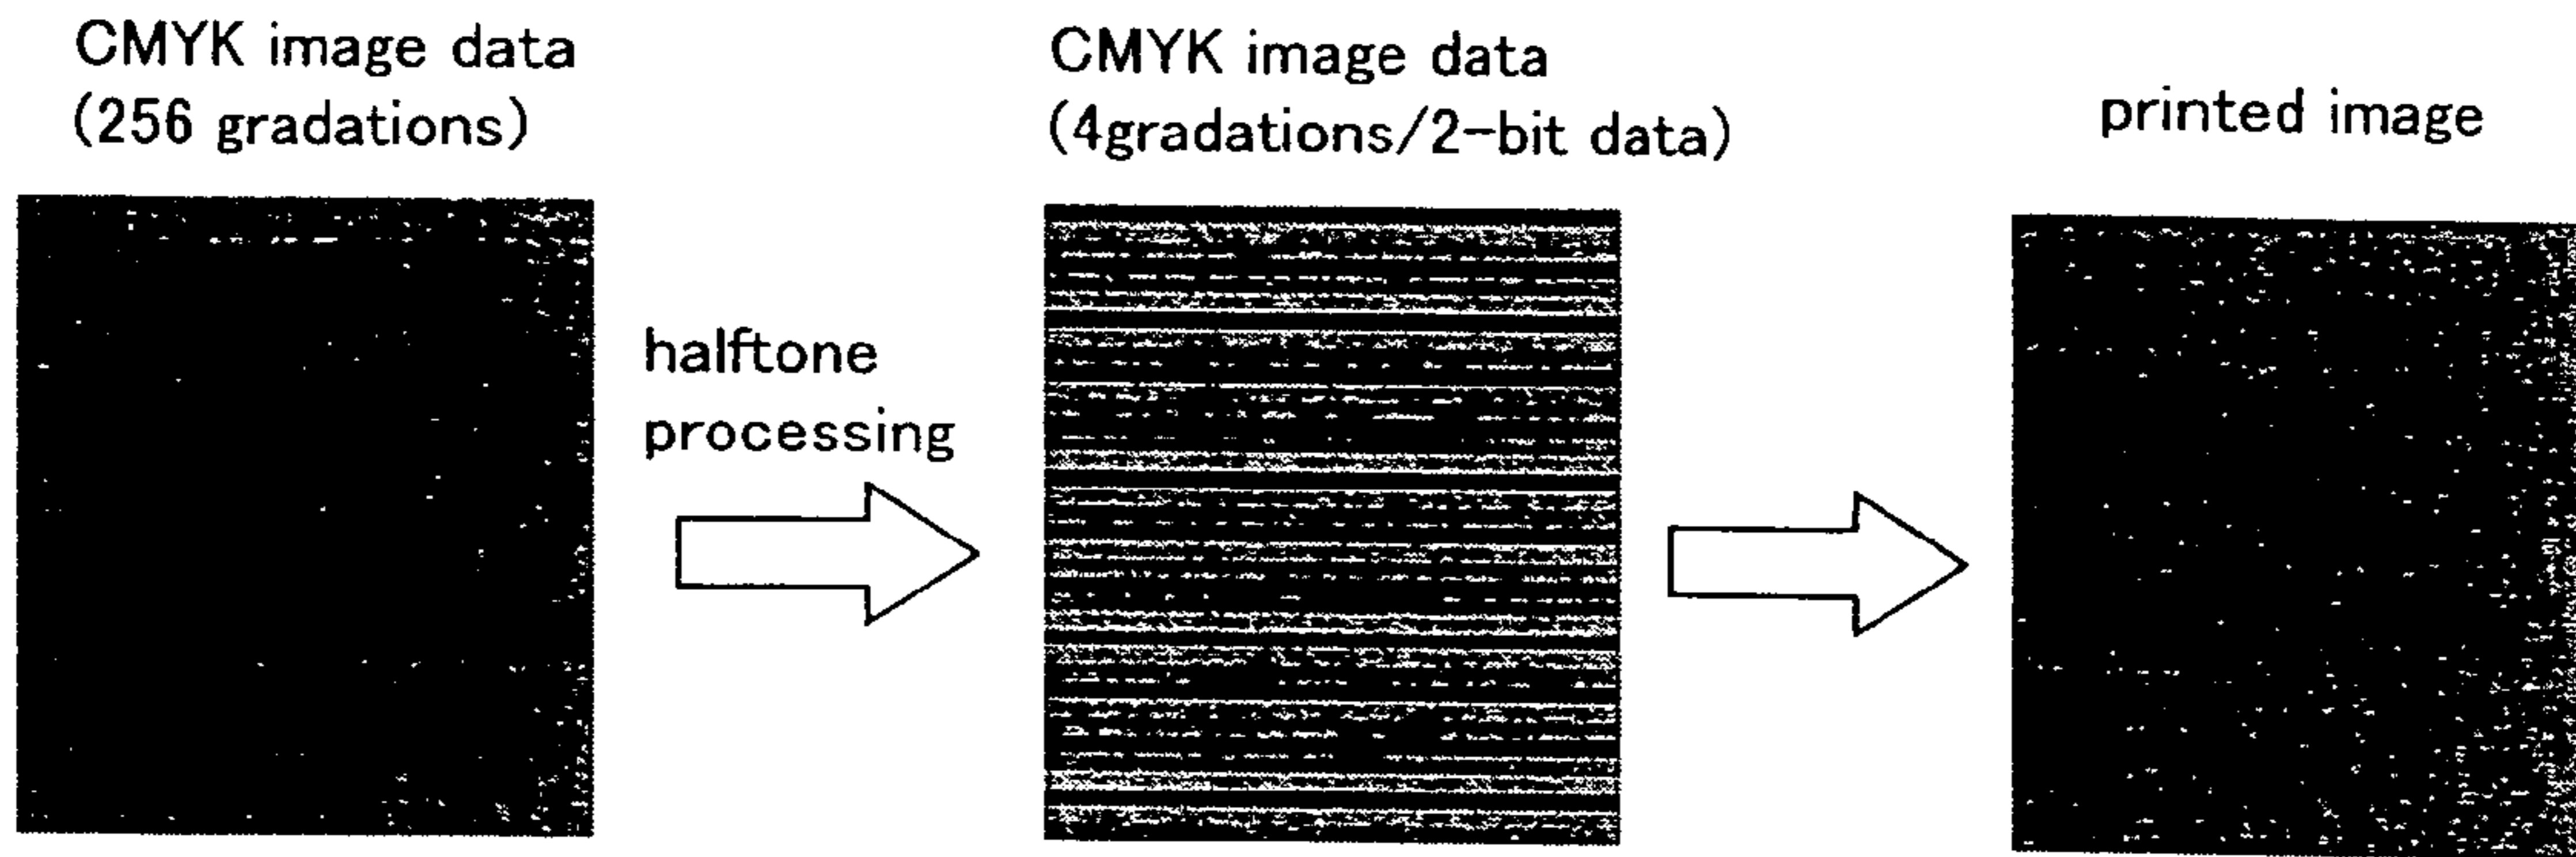 CMYK image data
(256 gradations)
halftone
processing
CMYK image data
(4gradations/2-bit data)
printed image